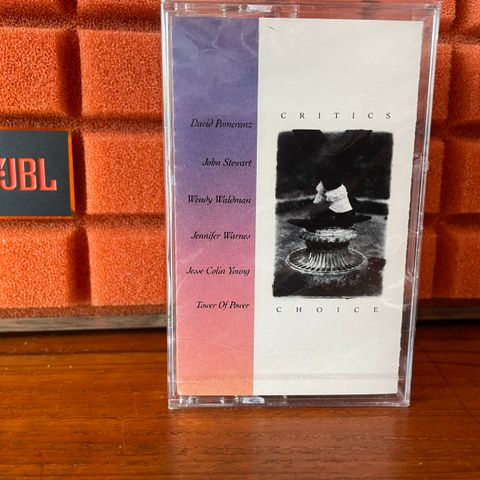 JBL
David Pomeranz
John Stewart
Wendy Waldman
Jennifer Warnes
Jesse Colin Young
Tower Of Power
CRITICS
CHOICE